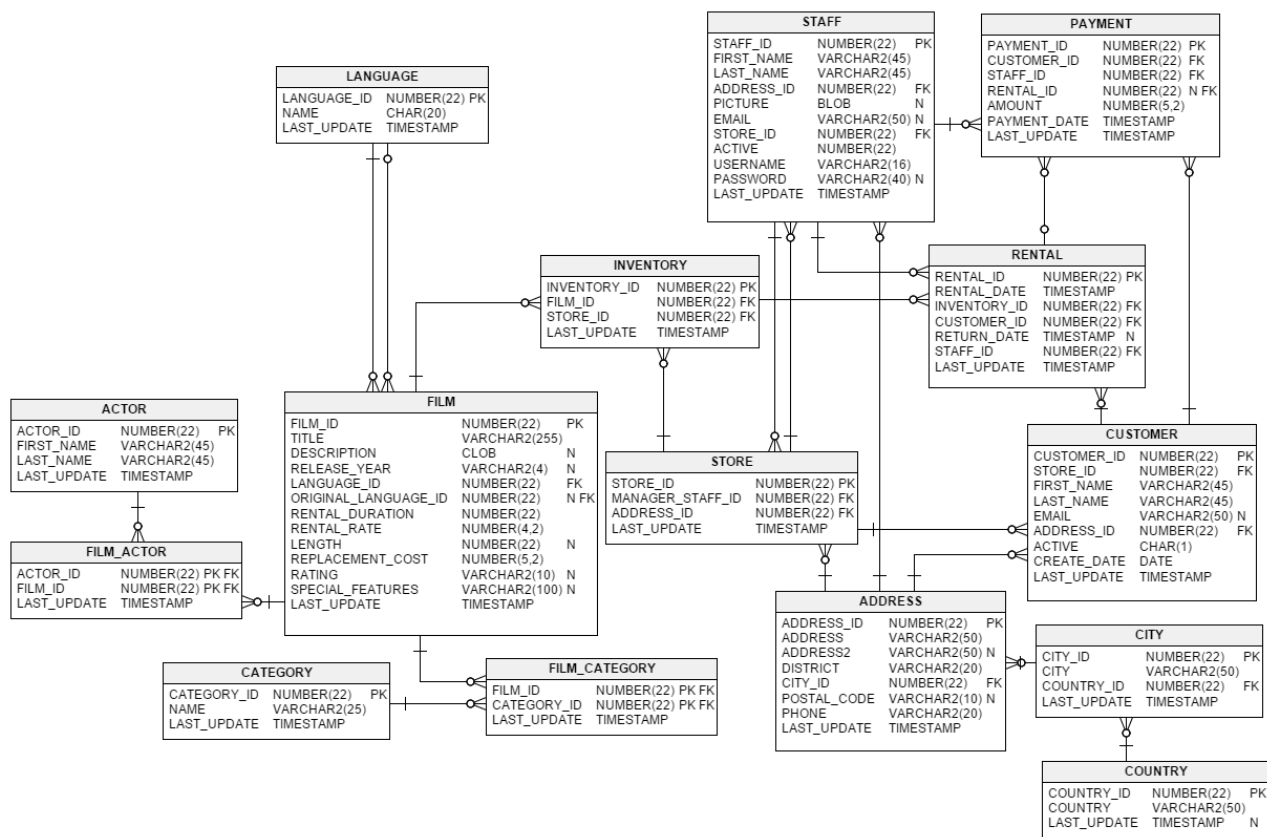 STAFF
STAFF_ID NUMBER(22) PK
FIRST_NAME VARCHAR2(45)
LAST_NAME VARCHAR2(45)
ADDRESS_ID NUMBER(22) FK
PICTURE BLOB N
EMAIL VARCHAR2(50) N
STORE_ID NUMBER(22) FK
ACTIVE NUMBER(22)
USERNAME VARCHAR2(16)
PASSWORD VARCHAR2(40) N
LAST_UPDATE TIMESTAMP
PAYMENT
PAYMENT_ID NUMBER(22) PK
CUSTOMER_ID NUMBER(22) FK
STAFF_ID NUMBER(22) FK
RENTAL_ID NUMBER(22) N FK
AMOUNT NUMBER(5,2)
PAYMENT_DATE TIMESTAMP
LAST_UPDATE TIMESTAMP
LANGUAGE
LANGUAGE_ID NUMBER(22) PK
NAME CHAR(20)
LAST_UPDATE TIMESTAMP
INVENTORY
INVENTORY_ID NUMBER(22) PK
FILM_ID NUMBER(22) FK
STORE_ID NUMBER(22) FK
LAST_UPDATE TIMESTAMP
RENTAL
RENTAL_ID NUMBER(22) PK
RENTAL_DATE TIMESTAMP
INVENTORY_ID NUMBER(22) FK
CUSTOMER_ID NUMBER(22) FK
RETURN_DATE TIMESTAMP N
STAFF_ID NUMBER(22) FK
LAST_UPDATE TIMESTAMP
ACTOR
ACTOR_ID NUMBER(22) PK
FIRST_NAME VARCHAR2(45)
LAST_NAME VARCHAR2(45)
LAST_UPDATE TIMESTAMP
FILM
FILM_ID NUMBER(22) PK
TITLE VARCHAR2(255)
DESCRIPTION CLOB N
RELEASE_YEAR VARCHAR2(4) N
LANGUAGE_ID NUMBER(22) FK
ORIGINAL_LANGUAGE_ID NUMBER(22) N FK
RENTAL_DURATION NUMBER(22)
RENTAL_RATE NUMBER(4,2)
LENGTH NUMBER(22) N
REPLACEMENT_COST NUMBER(5,2)
RATING VARCHAR2(10) N
SPECIAL_FEATURES VARCHAR2(100) N
LAST_UPDATE TIMESTAMP
STORE
STORE_ID NUMBER(22) PK
MANAGER_STAFF_ID NUMBER(22) FK
ADDRESS_ID NUMBER(22) FK
LAST_UPDATE TIMESTAMP
CUSTOMER
CUSTOMER_ID NUMBER(22) PK
STORE_ID NUMBER(22) FK
FIRST_NAME VARCHAR2(45)
LAST_NAME VARCHAR2(45)
EMAIL VARCHAR2(50) N
ADDRESS_ID NUMBER(22) FK
ACTIVE CHAR(1)
CREATE_DATE DATE
LAST_UPDATE TIMESTAMP
FILM_ACTOR
ACTOR_ID NUMBER(22) PK FK
FILM_ID NUMBER(22) PK FK
LAST_UPDATE TIMESTAMP
CATEGORY
CATEGORY_ID NUMBER(22) PK
NAME VARCHAR2(25)
LAST_UPDATE TIMESTAMP
FILM_CATEGORY
FILM_ID NUMBER(22) PK FK
CATEGORY_ID NUMBER(22) PK FK
LAST_UPDATE TIMESTAMP
ADDRESS
ADDRESS_ID NUMBER(22) PK
ADDRESS VARCHAR2(50)
ADDRESS2 VARCHAR2(50) N
DISTRICT VARCHAR2(20)
CITY_ID NUMBER(22) FK
POSTAL_CODE VARCHAR2(10) N
PHONE VARCHAR2(20)
LAST_UPDATE TIMESTAMP
CITY
CITY_ID NUMBER(22) PK
CITY VARCHAR2(50)
COUNTRY_ID NUMBER(22) FK
LAST_UPDATE TIMESTAMP
COUNTRY
COUNTRY_ID NUMBER(22) PK
COUNTRY VARCHAR2(50)
LAST_UPDATE TIMESTAMP N